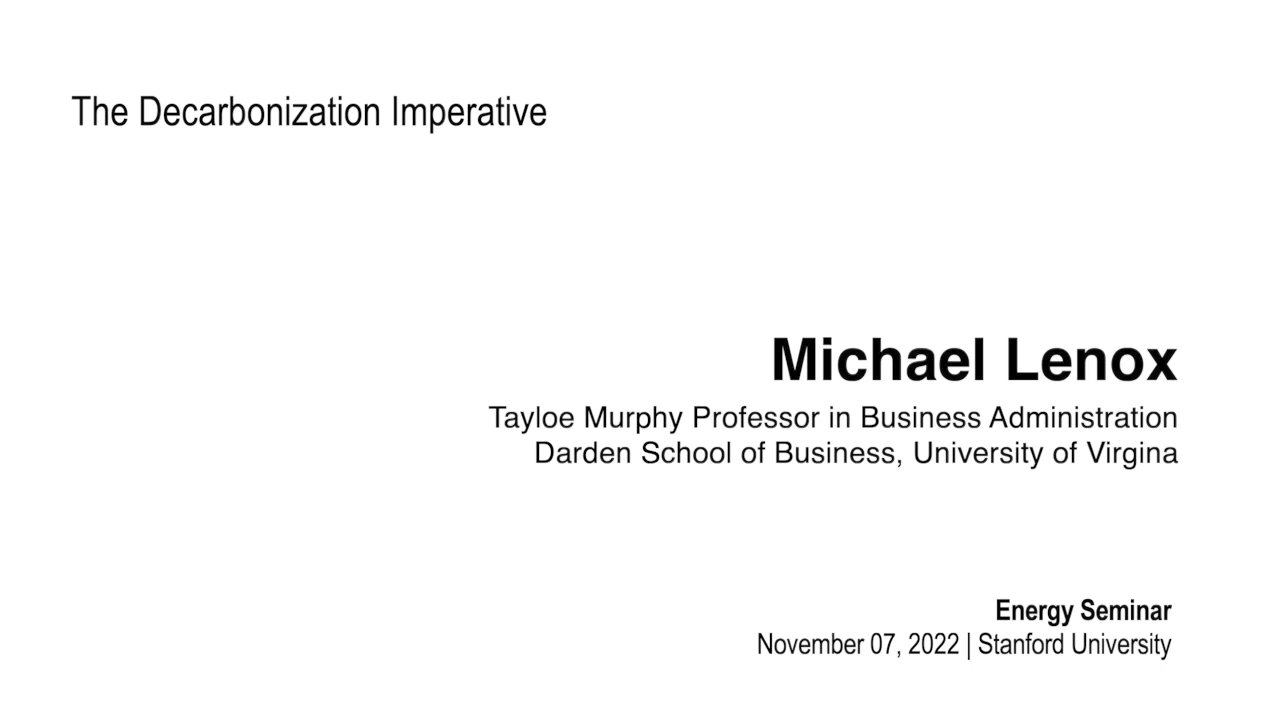 The Decarbonization Imperative
Michael Lenox
Tayloe Murphy Professor in Business Administration
Darden School of Business, University of Virgina
Energy Seminar
November 07, 2022 | Stanford University